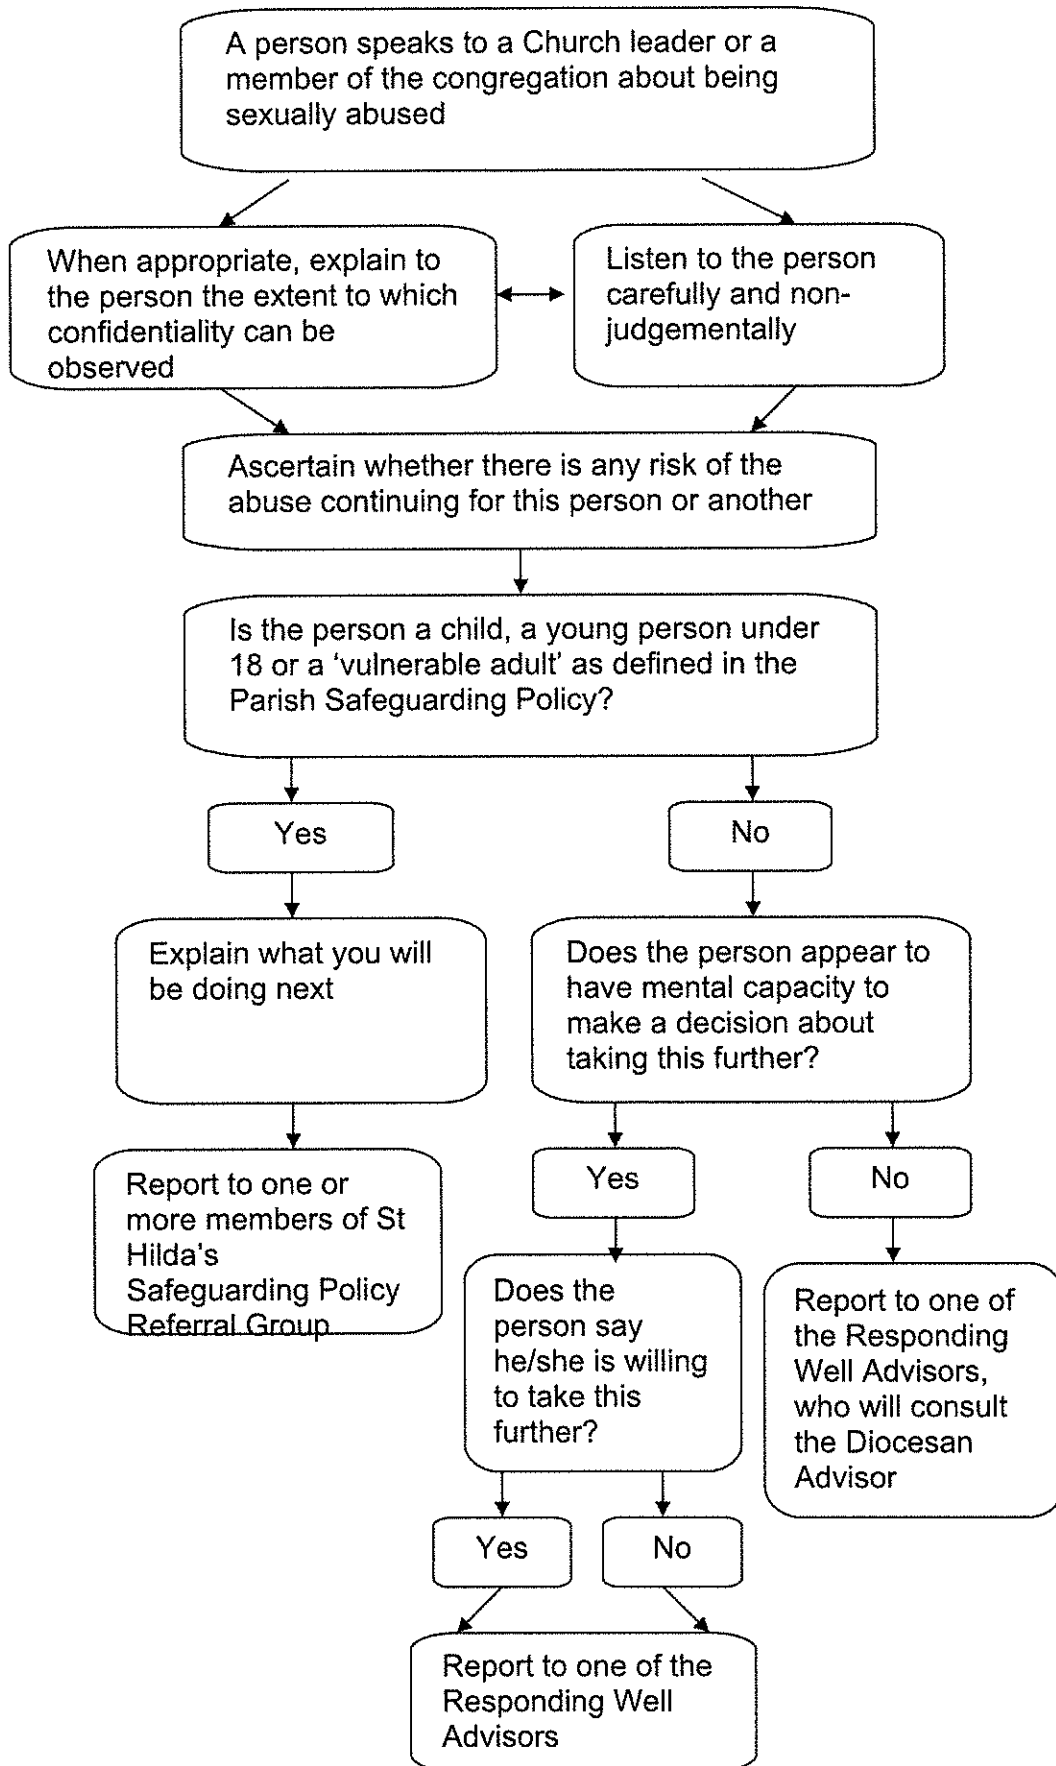 A person speaks to a Church leader or a
member of the congregation about being
sexually abused
When appropriate, explain to
the person the extent to which
confidentiality can be
observed
Listen to the person
carefully and non-
judgementally
Ascertain whether there is any risk of the
abuse continuing for this person or another
Is the person a child, a young person under
18 or a ‘vulnerable adult’ as defined in the
Parish Safeguarding Policy?
Yes
No
Explain what you will
be doing next
Does the person appear to
have mental capacity to
make a decision about
taking this further?
Report to one or
more members of St
Hilda’s
Safeguarding Policy
Referral Group
Yes
No
Does the
person say
he/she is willing
to take this
further?
Report to one of
the Responding
Well Advisors,
who will consult
the Diocesan
Advisor
Yes
No
Report to one of the
Responding Well
Advisors